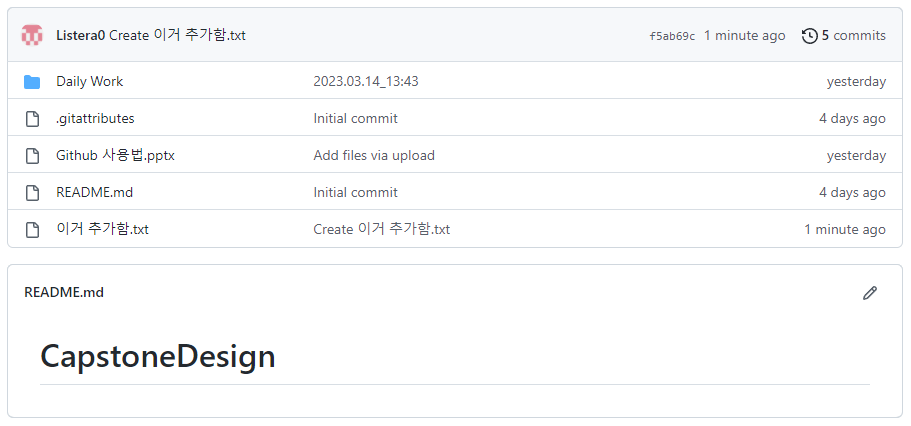 Listera0 Create 이거 추가함.txt f5ab69c 1 minute ago 5 commits
Daily Work 2023.03.14_13:43 yesterday
.gitattributes Initial commit 4 days ago
Github 사용법.pptx Add files via upload yesterday
README.md Initial commit 4 days ago
이거 추가함.txt Create 이거 추가함.txt 1 minute ago
README.md
CapstoneDesign